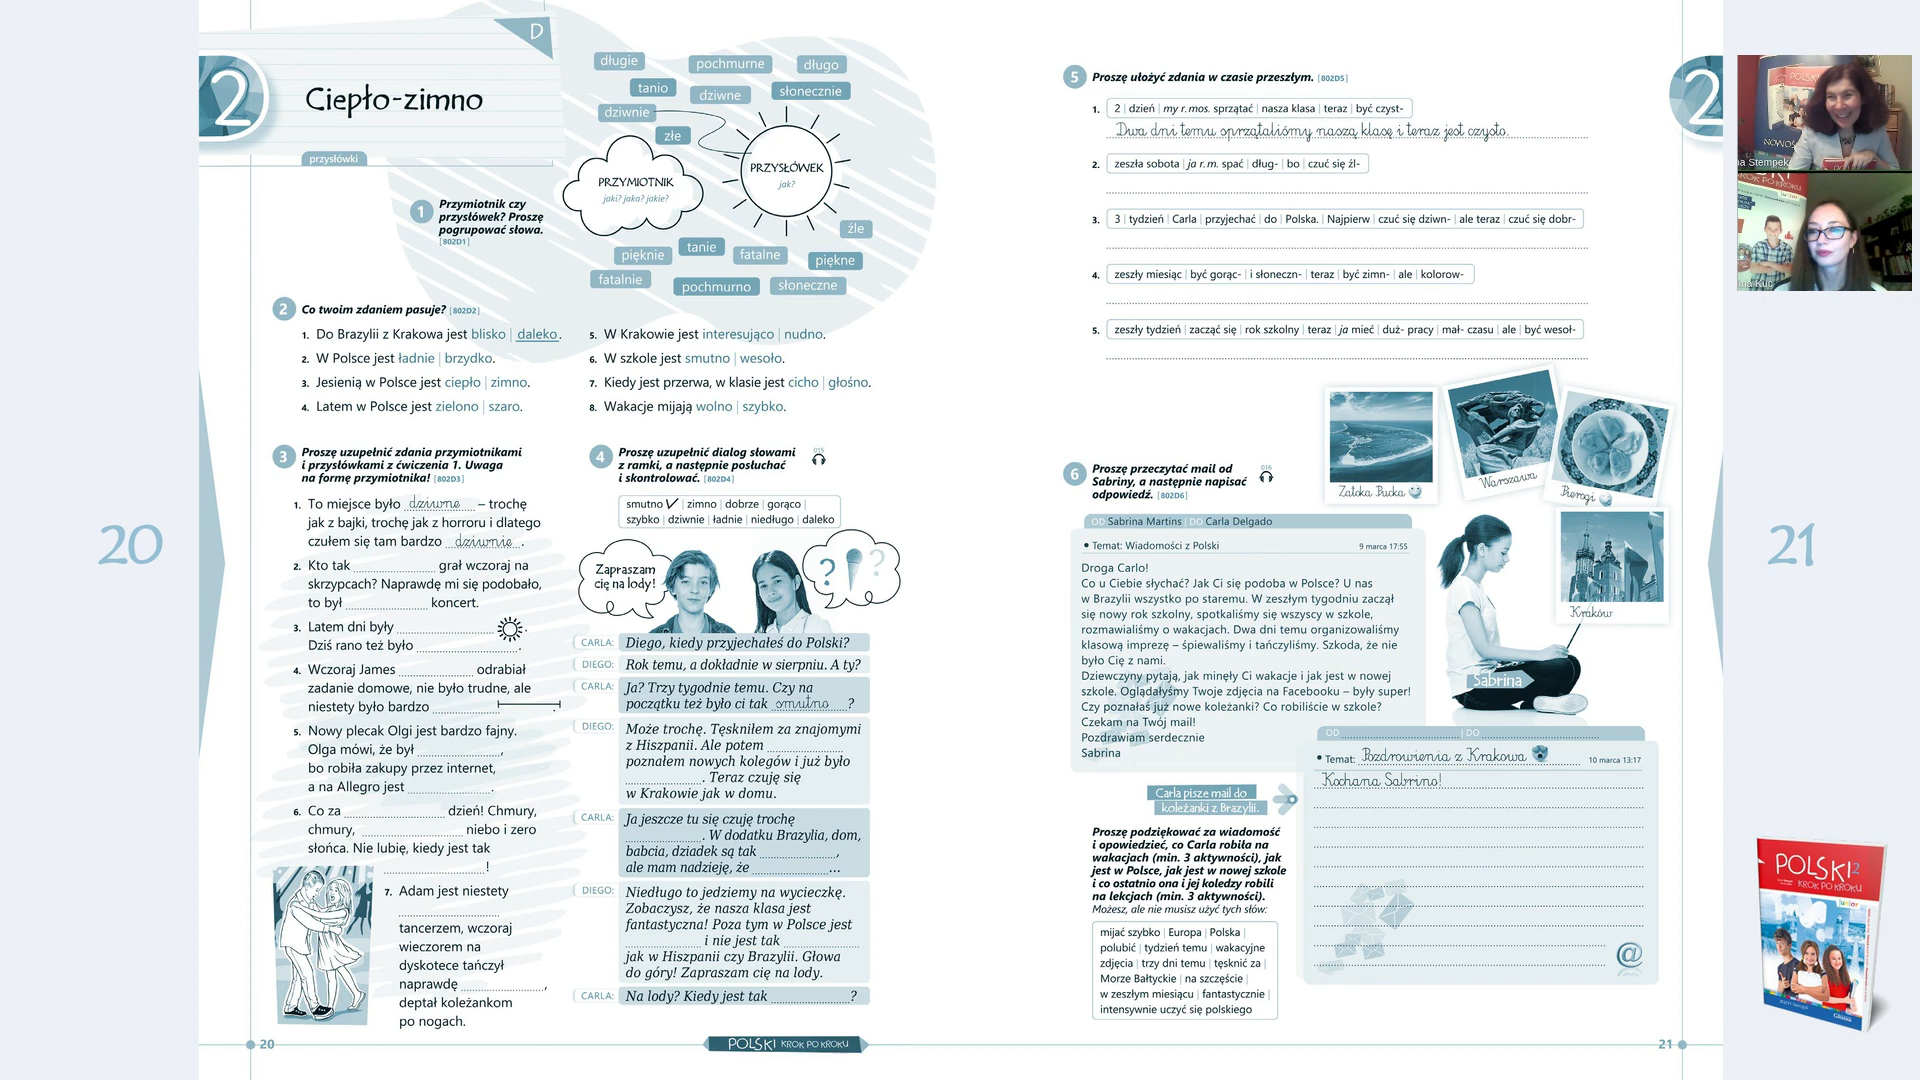 20
2
Ciepło-zimno
D
przysłówki
długie
pochmurne
długo
tanio
dziwne
słonecznie
dziwnie
złe
PRZYMIOTNIK
jaki? jaka? jakie?
PRZYSŁÓWEK
jak?
źle
pięknie
tanie
fatalne
piękne
fatalnie
pochmurno
słoneczne
1 Przymiotnik czy
przysłówek? Proszę
pogrupować słowa.
[802D1]
2 Co twoim zdaniem pasuje? [802D2]
1. Do Brazylii z Krakowa jest blisko | daleko.
2. W Polsce jest ładnie | brzydko.
3. Jesienią w Polsce jest ciepło | zimno.
4. Latem w Polsce jest zielono | szaro.
5. W Krakowie jest interesująco | nudno.
6. W szkole jest smutno | wesoło.
7. Kiedy jest przerwa, w klasie jest cicho | głośno.
8. Wakacje mijają wolno | szybko.
3 Proszę uzupełnić zdania przymiotnikami
i przysłówkami z ćwiczenia 1. Uwaga
na formę przymiotnika! [802D3]
1. To miejsce było dziwne – trochę
jak z bajki, trochę jak z horroru i dlatego
czułem się tam bardzo dziwnie.
2. Kto tak ............ grał wczoraj na
skrzypcach? Naprawdę mi się podobało,
to był ............ koncert.
3. Latem dni były ............ .
Dziś rano też było ............ .
4. Wczoraj James ............ odrabiał
zadanie domowe, nie było trudne, ale
niestety było bardzo ............ .
5. Nowy plecak Olgi jest bardzo fajny.
Olga mówi, że był ............ ,
bo robiła zakupy przez internet,
a na Allegro jest ............ .
6. Co za ............ dzień! Chmury,
chmury, ............ niebo i zero
słońca. Nie lubię, kiedy jest tak
............ !
7. Adam jest niestety
............
tancerzem, wczoraj
wieczorem na
dyskotece tańczył
naprawdę ............ ,
deptał koleżankom
po nogach.
4 Proszę uzupełnić dialog słowami
z ramki, a następnie posłuchać
i skontrolować. [802D4]
015
smutno ✓ | zimno | dobrze | gorąco |
szybko | dziwnie | ładnie | niedługo | daleko
Zapraszam
cię na lody!
? ?
CARLA: Diego, kiedy przyjechałeś do Polski?
DIEGO: Rok temu, a dokładnie w sierpniu. A ty?
CARLA: Ja? Trzy tygodnie temu. Czy na
początku też było ci tak smutno ?
DIEGO: Może trochę. Tęskniłem za znajomymi
z Hiszpanii. Ale potem ............
poznałem nowych kolegów i już było
............ . Teraz czuję się
w Krakowie jak w domu.
CARLA: Ja jeszcze tu się czuję trochę
............ . W dodatku Brazylia, dom,
babcia, dziadek są tak ............ ,
ale mam nadzieję, że ............ ...
DIEGO: Niedługo to jedziemy na wycieczkę.
Zobaczysz, że nasza klasa jest
fantastyczna! Poza tym w Polsce jest
............ i nie jest tak ............
jak w Hiszpanii czy Brazylii. Głowa
do góry! Zapraszam cię na lody.
CARLA: Na lody? Kiedy jest tak ............ ?
20
POLSKI KROK PO KROKU
5 Proszę ułożyć zdania w czasie przeszłym. [802D5]
1. 2 | dzień | my r. mos. sprzątać | nasza klasa | teraz | być czyst-
Dwa dni temu sprzątaliśmy naszą klasę i teraz jest czysto.
2. zeszła sobota | ja r. m. spać | dług- | bo | czuć się źl-
3. 3 | tydzień | Carla | przyjechać | do | Polska. | Najpierw | czuć się dziwn- | ale teraz | czuć się dobr-
4. zeszły miesiąc | być gorąc- | i słoneczn- | teraz | być zimn- | ale | kolorow-
5. zeszły tydzień | zacząć się | rok szkolny | teraz | ja mieć | duż- pracy | mał- czasu | ale | być wesoł-
Zatoka Pucka
Warszawa
Pierogi
Kraków
6 Proszę przeczytać mail od
Sabriny, a następnie napisać
odpowiedź. [802D6]
016
OD Sabrina Martins | DO Carla Delgado
• Temat: Wiadomości z Polski 9 marca 17:55
Droga Carlo!
Co u Ciebie słychać? Jak Ci się podoba w Polsce? U nas
w Brazylii wszystko po staremu. W zeszłym tygodniu zaczął
się nowy rok szkolny, spotkaliśmy się wszyscy w szkole,
rozmawialiśmy o wakacjach. Dwa dni temu organizowaliśmy
klasową imprezę – śpiewaliśmy i tańczyliśmy. Szkoda, że nie
było Cię z nami.
Dziewczyny pytają, jak minęły Ci wakacje i jak jest w nowej
szkole. Oglądałyśmy Twoje zdjęcia na Facebooku – były super!
Czy poznałaś już nowe koleżanki? Co robiliście w szkole?
Czekam na Twój mail!
Pozdrawiam serdecznie
Sabrina
Sabrina
Carla pisze mail do
koleżanki z Brazylii.
Proszę podziękować za wiadomość
i opowiedzieć, co Carla robiła na
wakacjach (min. 3 aktywności), jak
jest w Polsce, jak jest w nowej szkole
i co ostatnio ona i jej koledzy robili
na lekcjach (min. 3 aktywności).
Możesz, ale nie musisz użyć tych słów:
mijać szybko | Europa | Polska |
polubić | tydzień temu | wakacyjne
zdjęcia | trzy dni temu | tęsknić za |
Morze Bałtyckie | na szczęście |
w zeszłym miesiącu | fantastycznie |
intensywnie uczyć się polskiego
OD ............ | DO ............
• Temat: Pozdrowienia z Krakowa 10 marca 13:17
Kochana Sabrino!
@
21
2
21
Stempek
Kuc
POLSKI 2
KROK PO KROKU
junior